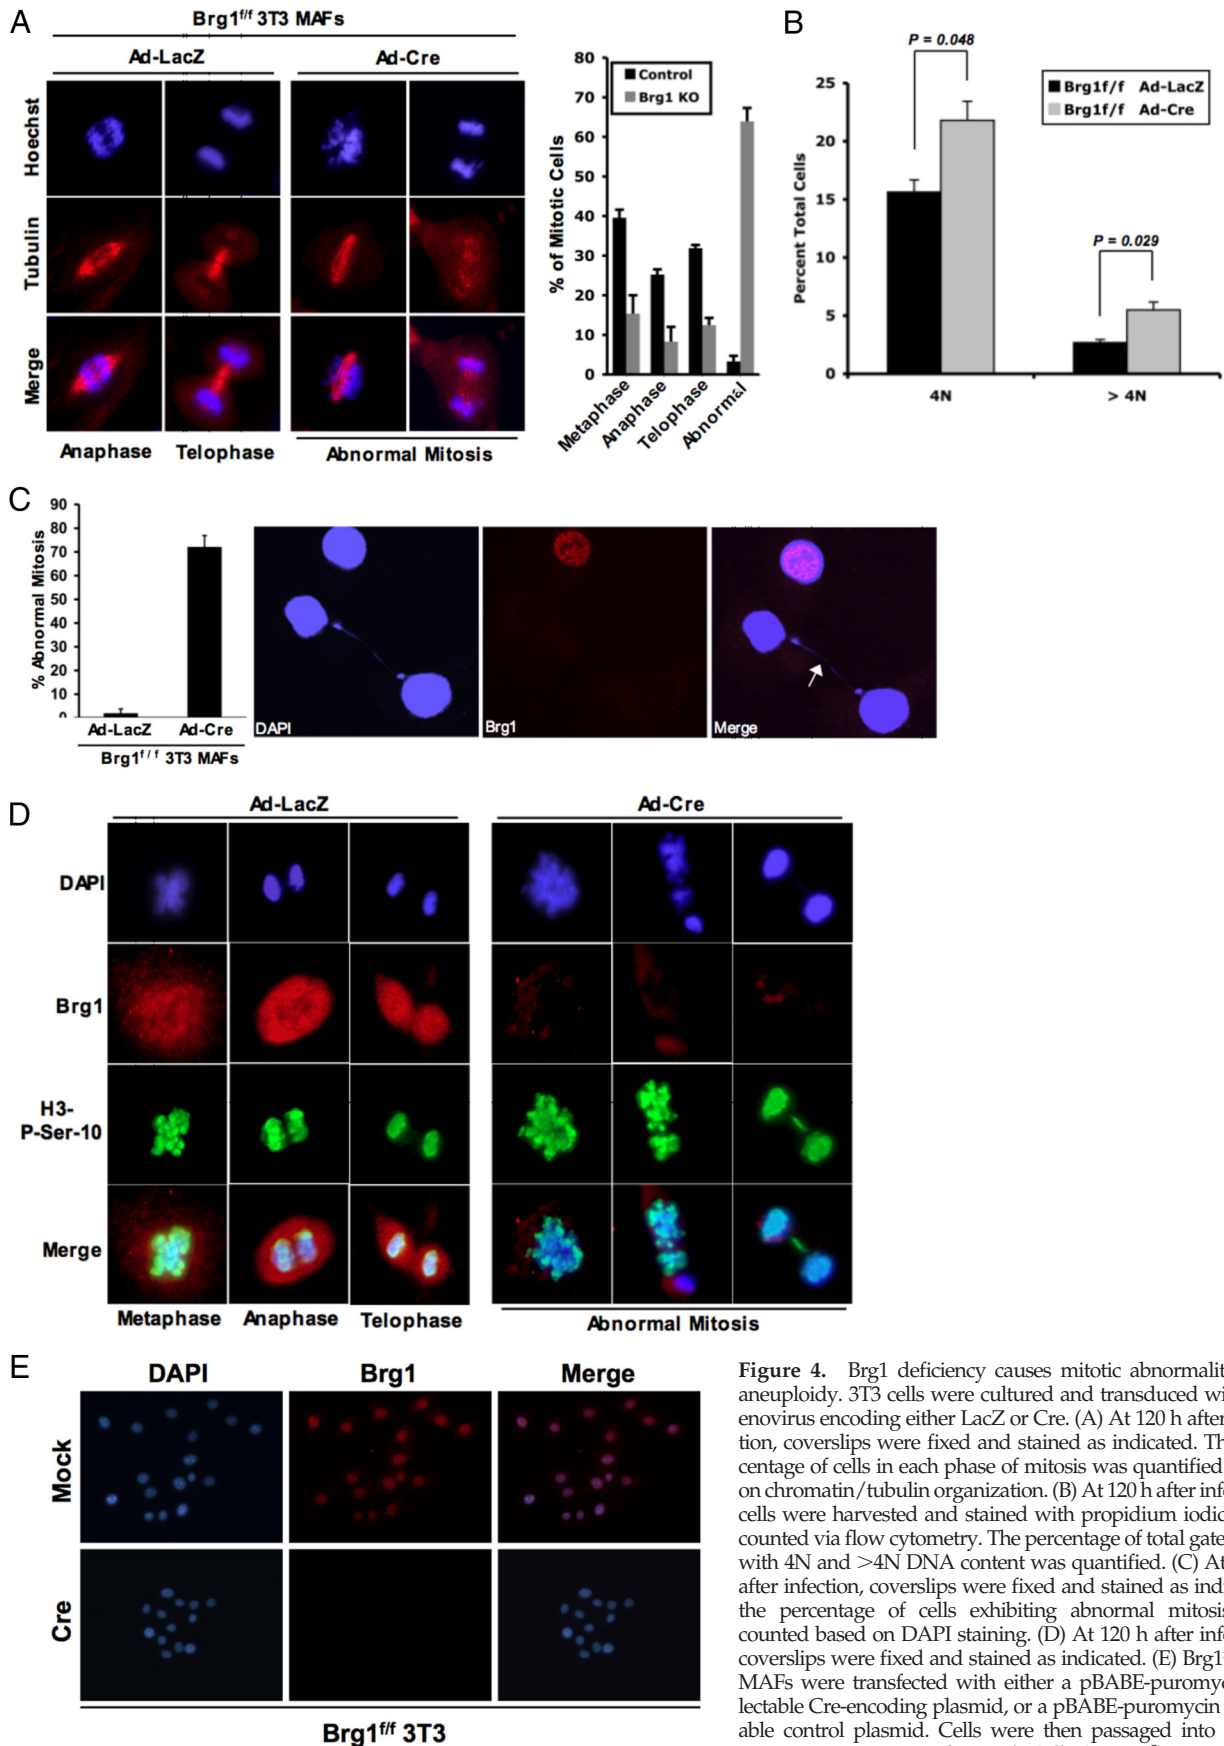 A
Brg1f/f 3T3 MAFs
Ad-LacZ
Ad-Cre
Hoechst
Tubulin
Merge
Anaphase
Telophase
Abnormal Mitosis
% of Mitotic Cells
80
70
60
50
40
30
20
10
0
Control
Brg1 KO
Metaphase
Anaphase
Telophase
Abnormal
B
P = 0.048
P = 0.029
Brg1f/f Ad-LacZ
Brg1f/f Ad-Cre
Percent Total Cells
25
20
15
10
5
0
4N
> 4N
C
% Abnormal Mitosis
90
80
70
60
50
40
30
20
10
0
Ad-LacZ
Ad-Cre
Brg1f/f 3T3 MAFs
DAPI
Brg1
Merge
D
Ad-LacZ
Ad-Cre
DAPI
Brg1
H3-
P-Ser-10
Merge
Metaphase
Anaphase
Telophase
Abnormal Mitosis
E
DAPI
Brg1
Merge
Mock
Cre
Brg1f/f 3T3
Figure 4. Brg1 deficiency causes mitotic abnormalit
aneuploidy. 3T3 cells were cultured and transduced wi
enovirus encoding either LacZ or Cre. (A) At 120 h after
tion, coverslips were fixed and stained as indicated. Th
centage of cells in each phase of mitosis was quantified
on chromatin/tubulin organization. (B) At 120 h after infe
cells were harvested and stained with propidium iodic
counted via flow cytometry. The percentage of total gate
with 4N and >4N DNA content was quantified. (C) At
after infection, coverslips were fixed and stained as indi
the percentage of cells exhibiting abnormal mitosis
counted based on DAPI staining. (D) At 120 h after infe
coverslips were fixed and stained as indicated. (E) Brg1
MAFs were transfected with either a pBABE-puromy
lectable Cre-encoding plasmid, or a pBABE-puromycin
able control plasmid. Cells were then passaged into